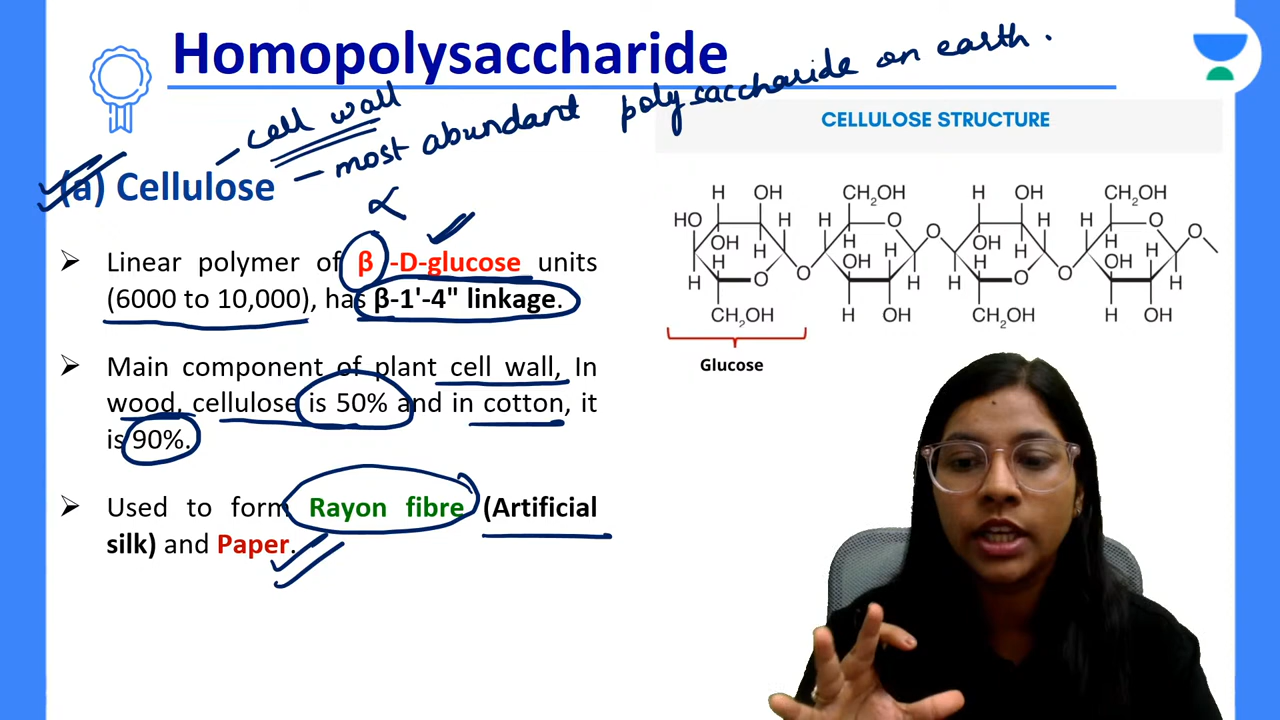 Homopolysaccharide
- cell wall
- most abundant polysaccharide on earth.
(a) Cellulose
α
➢ Linear polymer of β -D-glucose units
(6000 to 10,000), has β-1'-4" linkage.
➢ Main component of plant cell wall, In
wood, cellulose is 50% and in cotton, it
is 90%.
➢ Used to form Rayon fibre (Artificial
silk) and Paper.
CELLULOSE STRUCTURE
H OH CH₂OH H OH CH₂OH
HO H H O H H O O
OH H H OH H H O
H OH H OH
H O O H H H O O H H
CH₂OH H OH CH₂OH H OH
Glucose